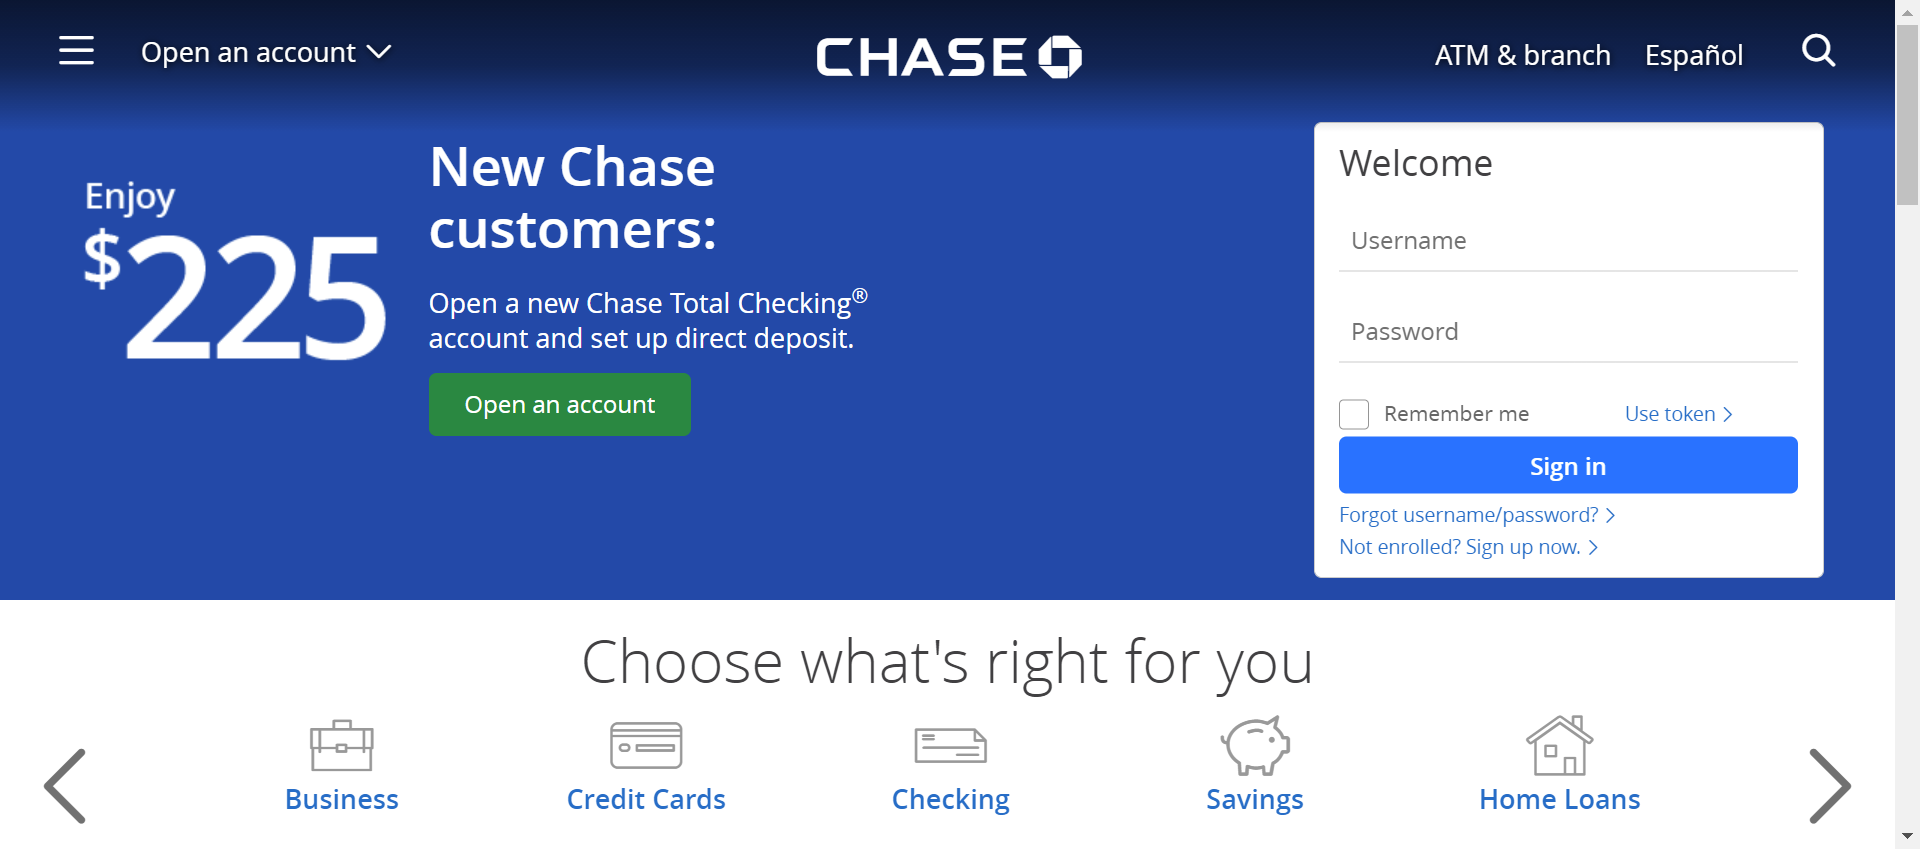 Open an account
CHASE
ATM & branch
Español
Enjoy
$225
New Chase
customers:
Open a new Chase Total Checking®
account and set up direct deposit.
Open an account
Welcome
Username
Password
Remember me
Use token
Sign in
Forgot username/password?
Not enrolled? Sign up now.
Choose what's right for you
Business
Credit Cards
Checking
Savings
Home Loans